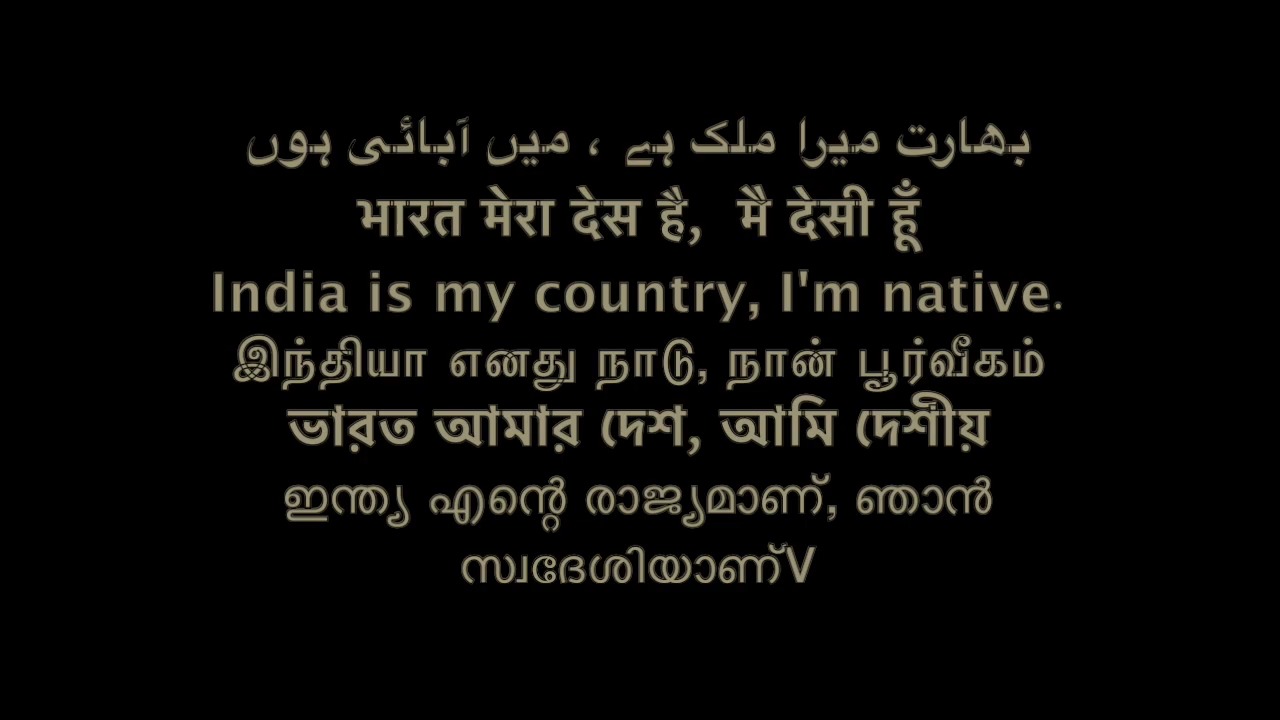 بھارت میرا ملک ہے ، میں آبائی ہوں
भारत मेरा देस है, मै देसी हूँ
India is my country, I'm native.
இந்தியா எனது நாடு, நான் பூர்வீகம்
ভারত আমার দেশ, আমি দেশীয়
ഇന്ത്യ എന്റെ രാജ്യമാണ്, ഞാൻ
സ്വദേശിയാണ്V